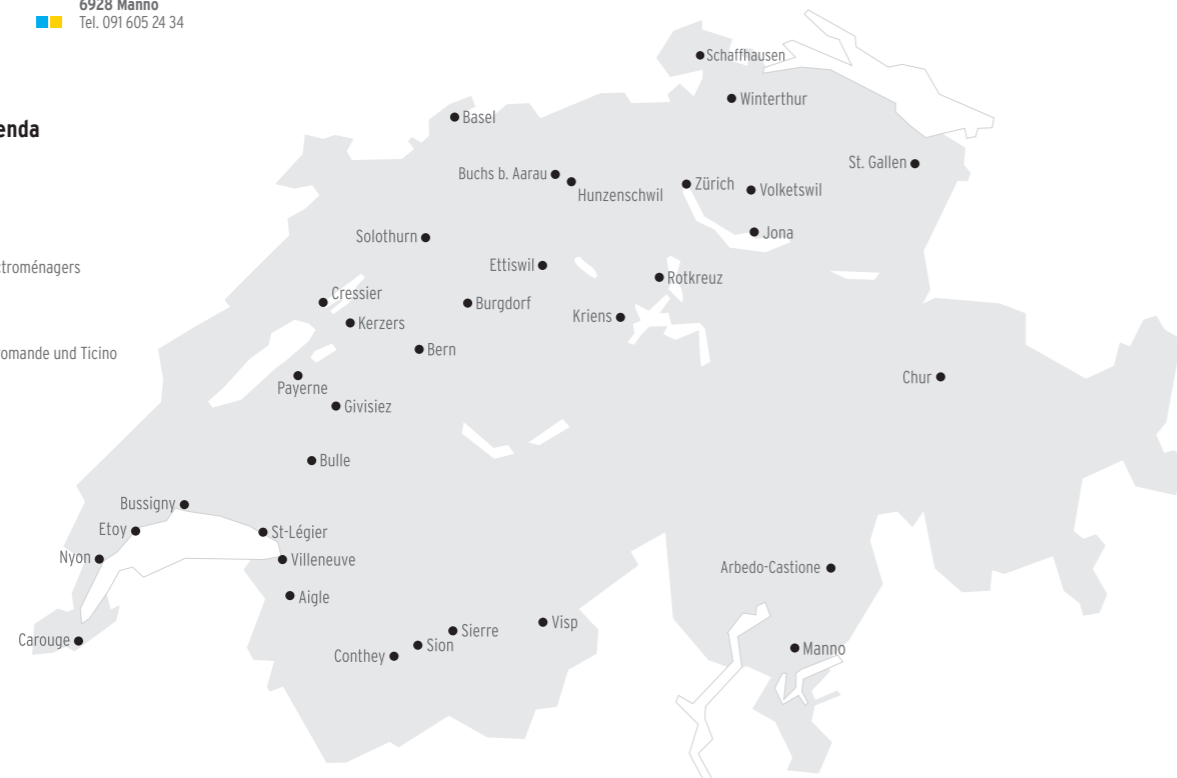 6928 Manno
Tel. 091 605 24 34
enda
ctroménagers
omande und Ticino
Schaffhausen
Winterthur
Basel
St. Gallen
Buchs b. Aarau
Hunzenschwil
Zürich
Volketswil
Jona
Solothurn
Ettiswil
Rotkreuz
Cressier
Burgdorf
Kriens
Kerzers
Bern
Chur
Payerne
Givisiez
Bulle
Bussigny
Etoy
St-Légier
Nyon
Villeneuve
Arbedo-Castione
Aigle
Visp
Sierre
Carouge
Sion
Manno
Conthey